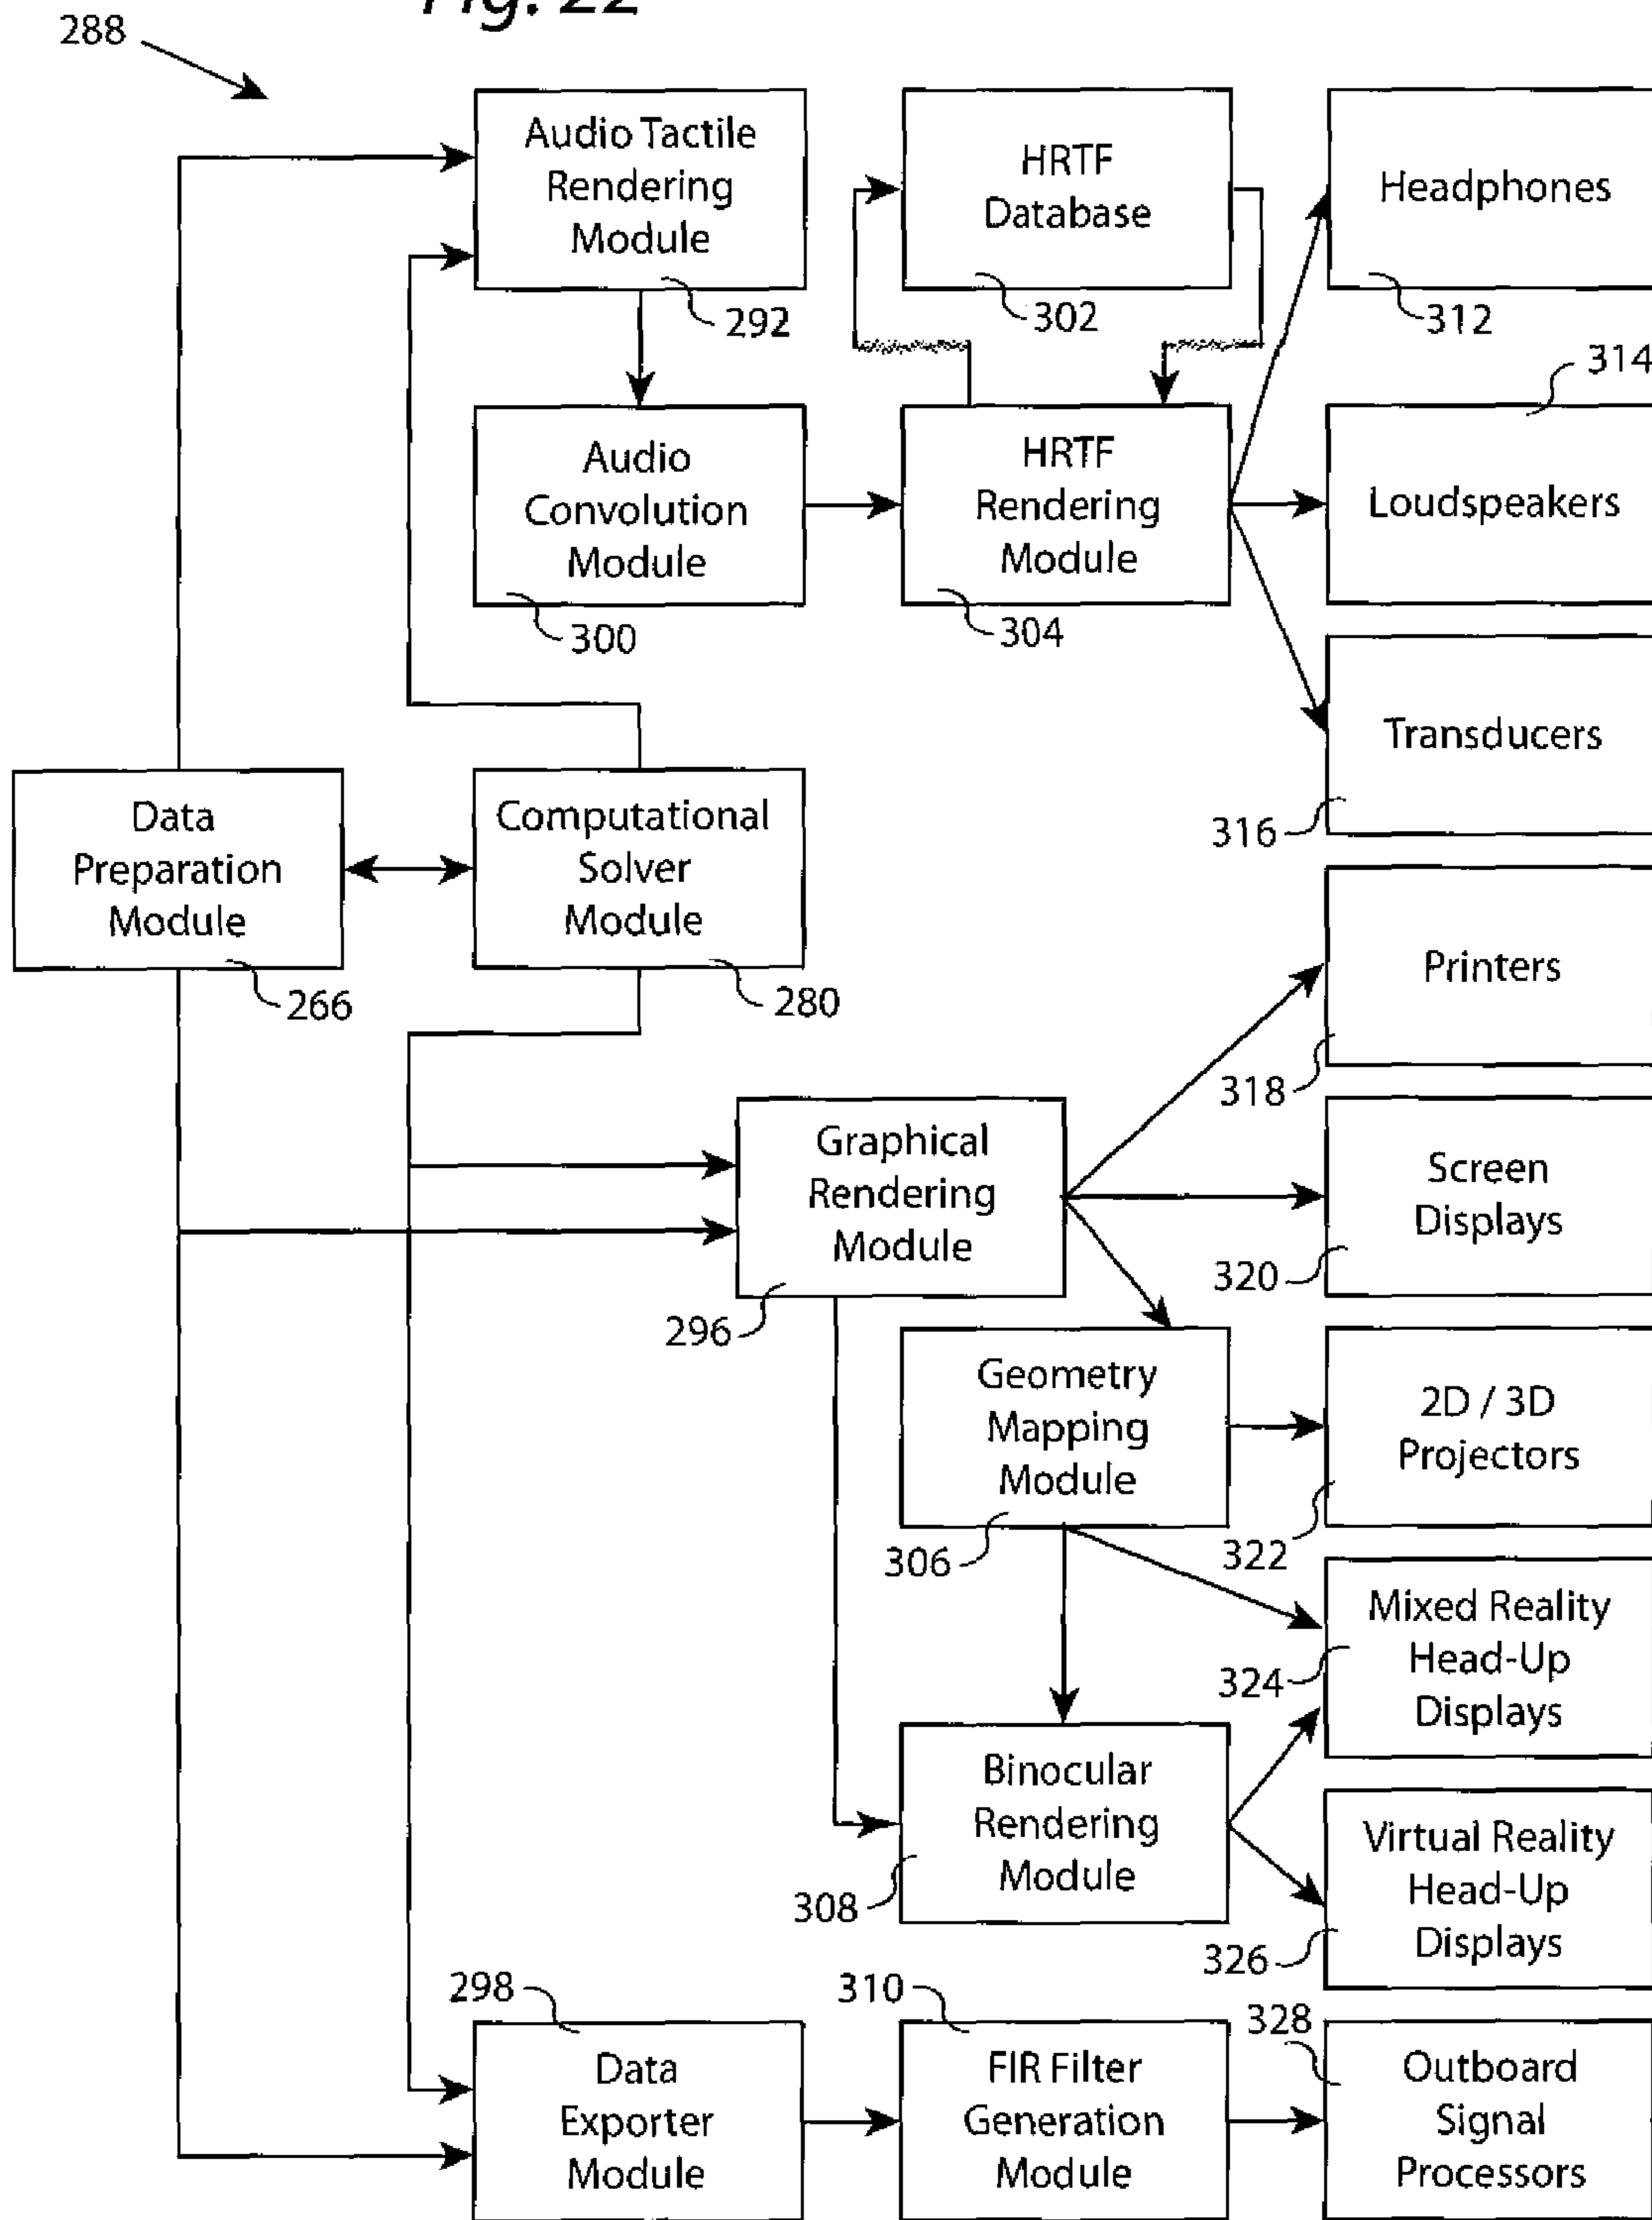 Fig. 22
288
Audio Tactile
Rendering
Module
292
HRTF
Database
302
Headphones
312
314
Audio
Convolution
Module
300
HRTF
Rendering
Module
304
Loudspeakers
Transducers
316
Data
Preparation
Module
266
Computational
Solver
Module
280
Printers
318
Graphical
Rendering
Module
296
Screen
Displays
320
Geometry
Mapping
Module
306
2D / 3D
Projectors
322
Mixed Reality
Head-Up
Displays
324
Binocular
Rendering
Module
308
Virtual Reality
Head-Up
Displays
326
298
Data
Exporter
Module
310
FIR Filter
Generation
Module
328
Outboard
Signal
Processors